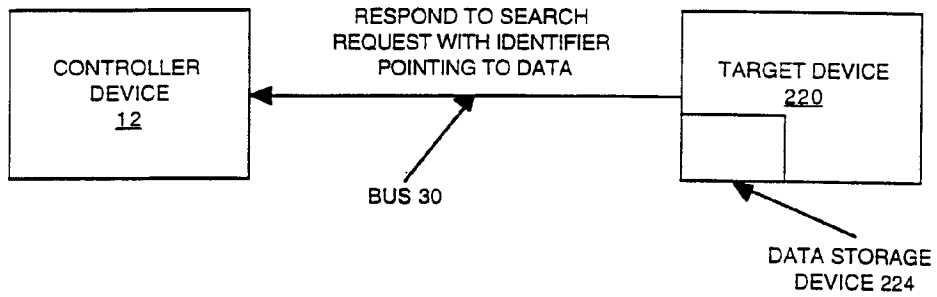 RESPOND TO SEARCH
REQUEST WITH IDENTIFIER
POINTING TO DATA
CONTROLLER
DEVICE
12
TARGET DEVICE
220
BUS 30
DATA STORAGE
DEVICE 224